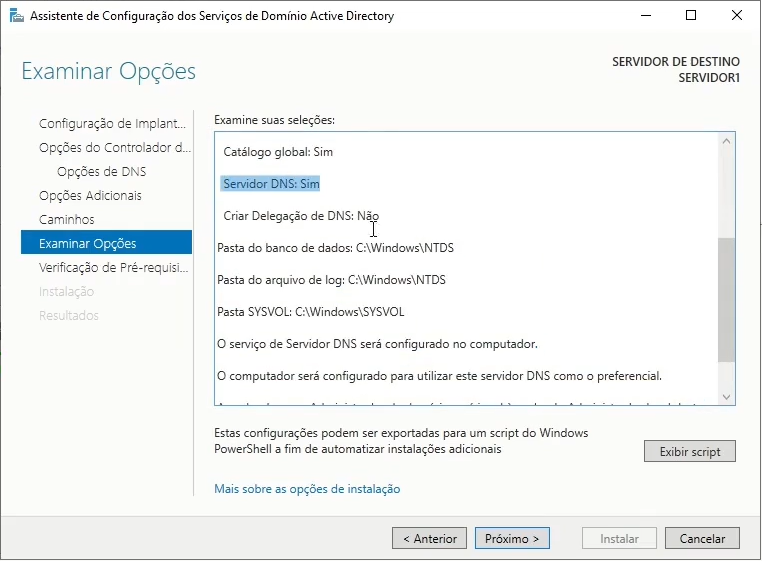 Assistente de Configuração dos Serviços de Domínio Active Directory
Examinar Opções
SERVIDOR DE DESTINO
SERVIDOR1
Configuração de Implant...
Opções do Controlador d...
Opções de DNS
Opções Adicionais
Caminhos
Examinar Opções
Verificação de Pré-requisi...
Instalação
Resultados
Examine suas seleções:
Catálogo global: Sim
Servidor DNS: Sim
Criar Delegação de DNS: Não
Pasta do banco de dados: C:\Windows\NTDS
Pasta do arquivo de log: C:\Windows\NTDS
Pasta SYSVOL: C:\Windows\SYSVOL
O serviço de Servidor DNS será configurado no computador.
O computador será configurado para utilizar este servidor DNS como o preferencial.
Estas configurações podem ser exportadas para um script do Windows
PowerShell a fim de automatizar instalações adicionais
Exibir script
Mais sobre as opções de instalação
< Anterior
Próximo >
Instalar
Cancelar